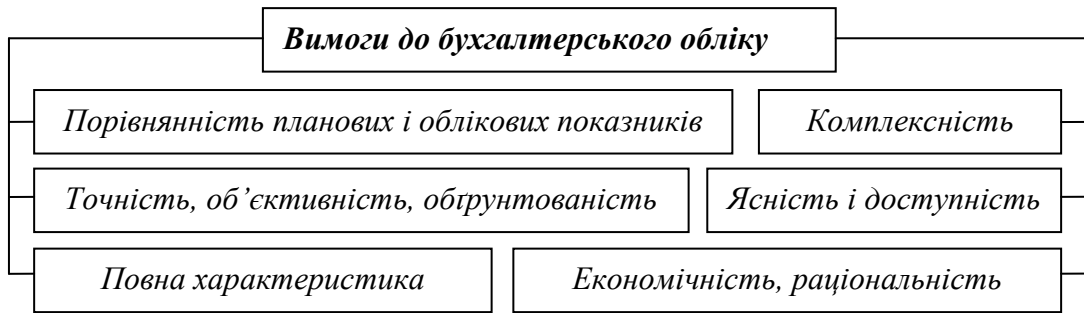 Вимоги до бухгалтерського обліку
Порівнянність планових і облікових показників
Комплексність
Точність, об’єктивність, обґрунтованість
Ясність і доступність
Повна характеристика
Економічність, раціональність